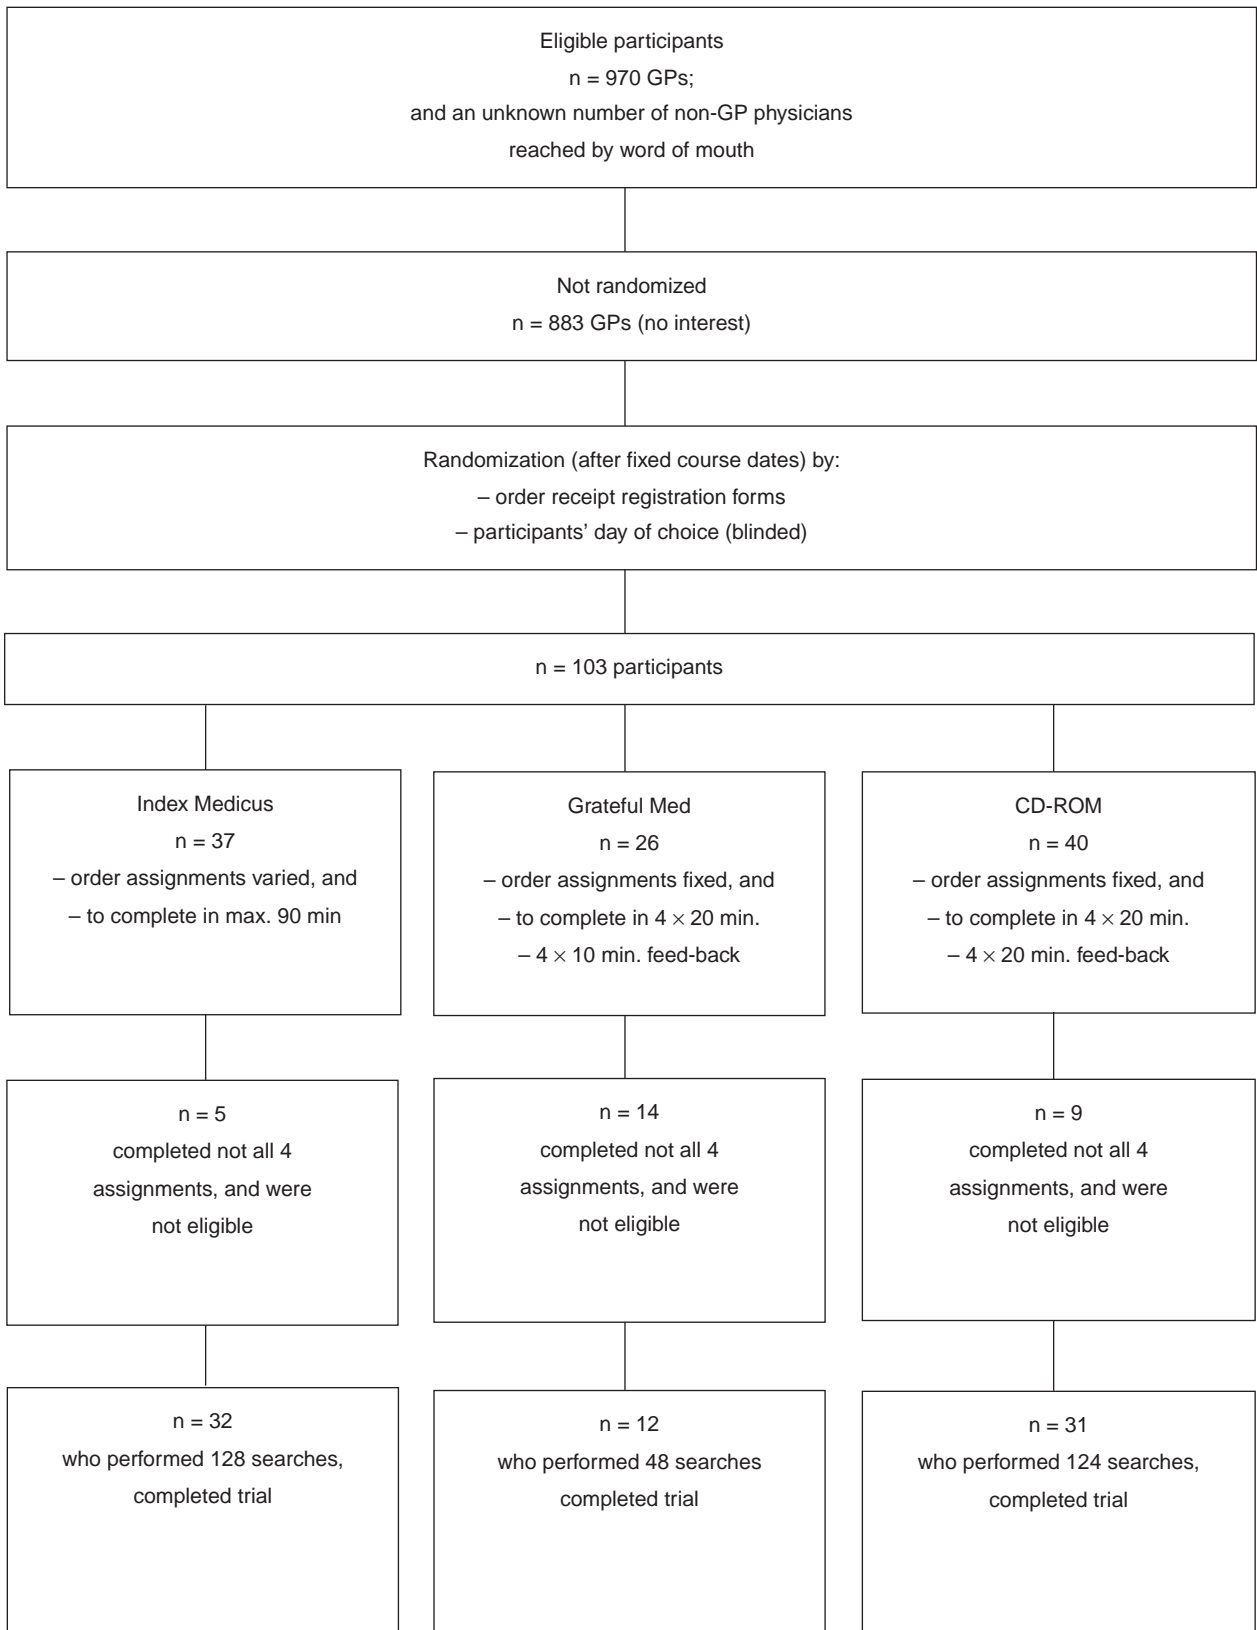 Eligible participants
n = 970 GPs;
and an unknown number of non-GP physicians
reached by word of mouth
Not randomized
n = 883 GPs (no interest)
Randomization (after fixed course dates) by:
– order receipt registration forms
– participants' day of choice (blinded)
n = 103 participants
Index Medicus
n = 37
– order assignments varied, and
– to complete in max. 90 min
Grateful Med
n = 26
– order assignments fixed, and
– to complete in 4 × 20 min.
– 4 × 10 min. feed-back
CD-ROM
n = 40
– order assignments fixed, and
– to complete in 4 × 20 min.
– 4 × 20 min. feed-back
n = 5
completed not all 4
assignments, and were
not eligible
n = 14
completed not all 4
assignments, and were
not eligible
n = 9
completed not all 4
assignments, and were
not eligible
n = 32
who performed 128 searches,
completed trial
n = 12
who performed 48 searches
completed trial
n = 31
who performed 124 searches,
completed trial